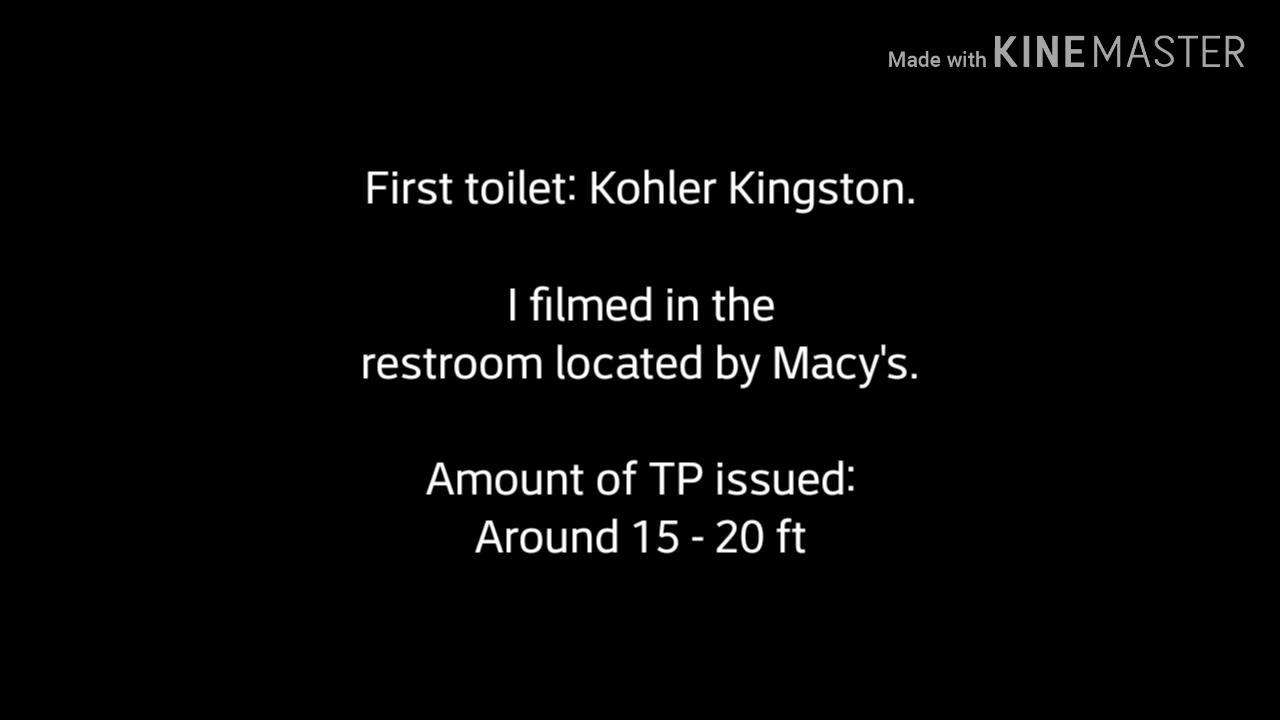 Made with KINEMASTER
First toilet: Kohler Kingston.
I filmed in the
restroom located by Macy's.
Amount of TP issued:
Around 15 - 20 ft